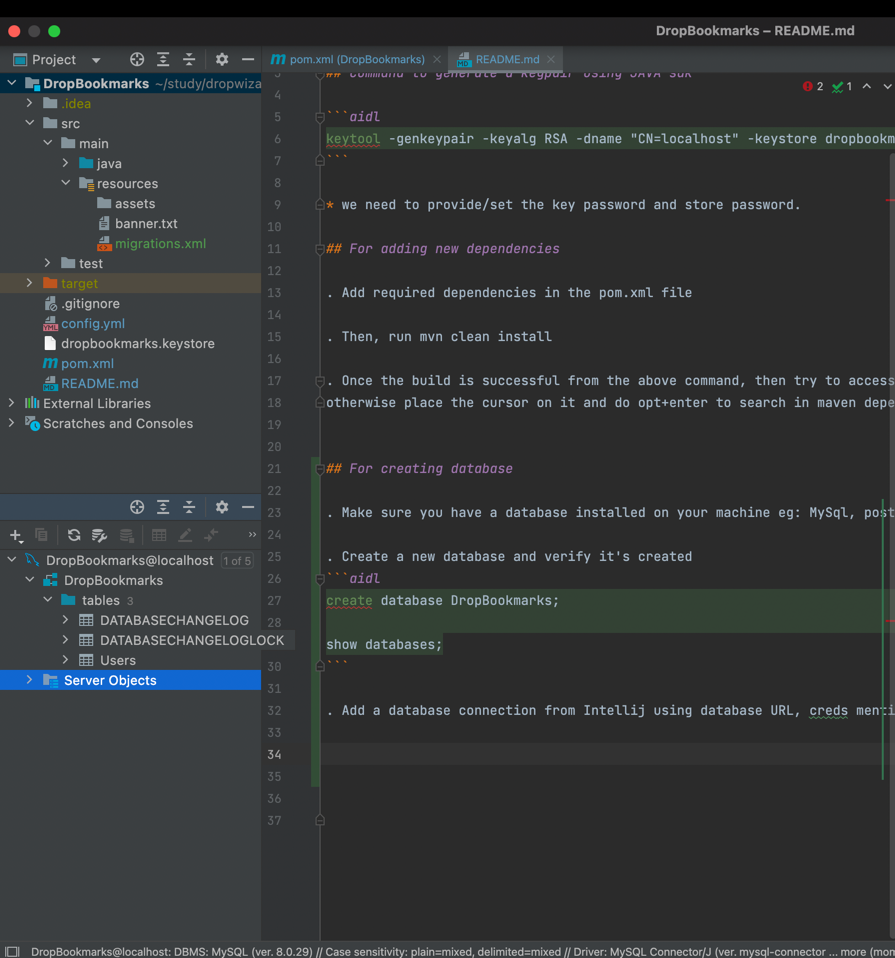 DropBookmarks – README.md
Project
pom.xml (DropBookmarks)
README.md
DropBookmarks ~/study/dropwiza
.idea
src
main
java
resources
assets
banner.txt
migrations.xml
test
target
.gitignore
config.yml
dropbookmarks.keystore
pom.xml
README.md
External Libraries
Scratches and Consoles
DropBookmarks@localhost 1 of 5
DropBookmarks
tables 3
DATABASECHANGELOG
DATABASECHANGELOGLOCK
Users
Server Objects
2 1
3 ## command to generate a keypair using JAVA sdk
4
5 ```aidl
6 keytool -genkeypair -keyalg RSA -dname "CN=localhost" -keystore dropbookm
7 ```
8
9 * we need to provide/set the key password and store password.
10
11 ## For adding new dependencies
12
13 . Add required dependencies in the pom.xml file
14
15 . Then, run mvn clean install
16
17 . Once the build is successful from the above command, then try to access
18 otherwise place the cursor on it and do opt+enter to search in maven depe
19
20
21 ## For creating database
22
23 . Make sure you have a database installed on your machine eg: MySql, post
24
25 . Create a new database and verify it's created
26 ```aidl
27 create database DropBookmarks;
28
show databases;
30 ```
31
32 . Add a database connection from Intellij using database URL, creds menti
33
34
35
36
37
DropBookmarks@localhost: DBMS: MySQL (ver. 8.0.29) // Case sensitivity: plain=mixed, delimited=mixed // Driver: MySQL Connector/J (ver. mysql-connector ... more (mom